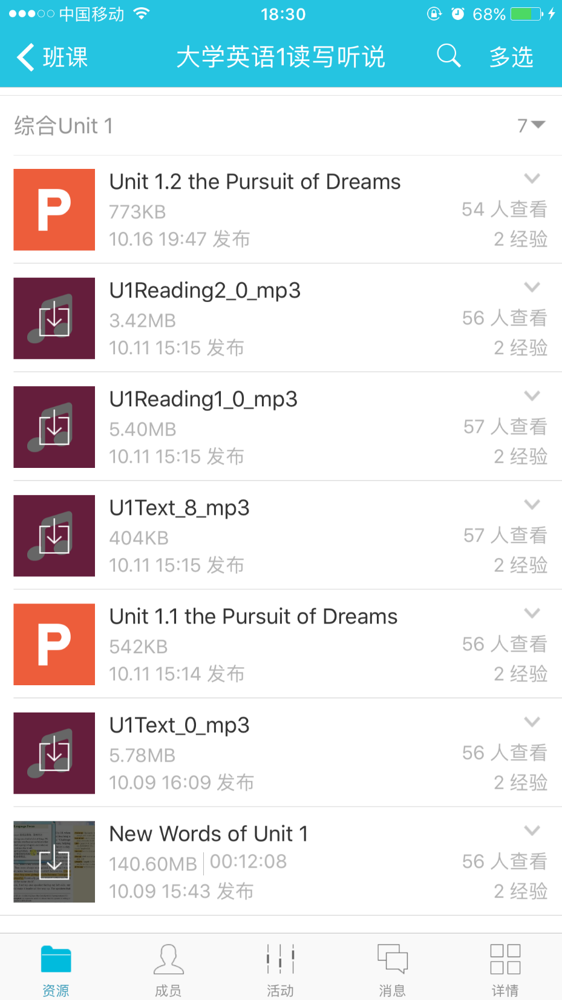 中国移动 18:30 68%
班课 大学英语1读写听说 多选
综合Unit 1 7
P
Unit 1.2 the Pursuit of Dreams
773KB 54 人查看
10.16 19:47 发布 2 经验
U1Reading2_0_mp3
3.42MB 56 人查看
10.11 15:15 发布 2 经验
U1Reading1_0_mp3
5.40MB 57 人查看
10.11 15:15 发布 2 经验
U1Text_8_mp3
404KB 57 人查看
10.11 15:15 发布 2 经验
P
Unit 1.1 the Pursuit of Dreams
542KB 56 人查看
10.11 15:14 发布 2 经验
U1Text_0_mp3
5.78MB 56 人查看
10.09 16:09 发布 2 经验
Language Focus
New Words of Unit 1
140.60MB 00:12:08 56 人查看
10.09 15:43 发布 2 经验
资源 成员 活动 消息 详情